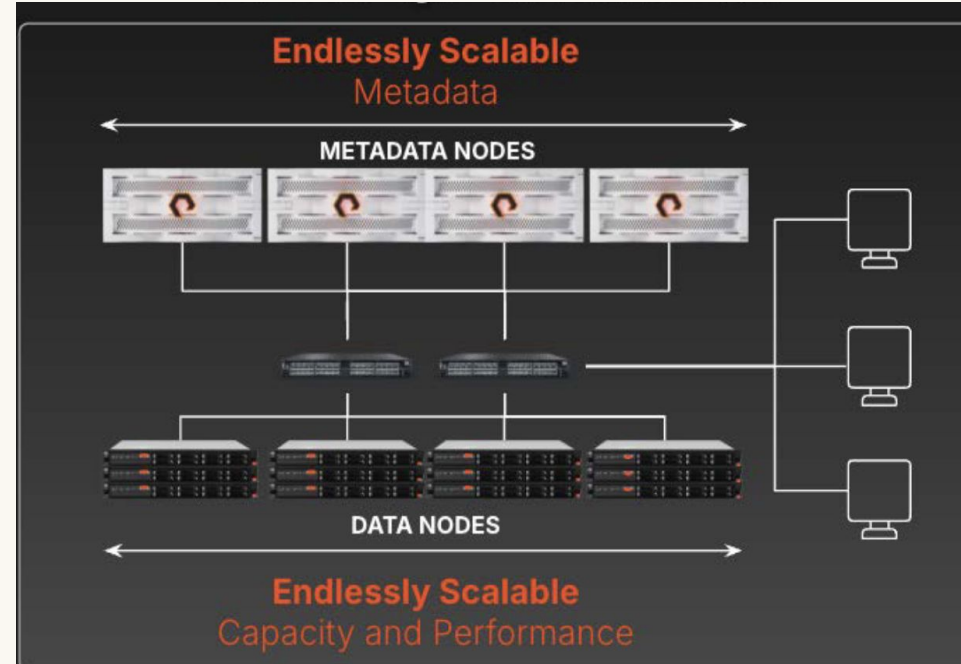 Endlessly Scalable
Metadata
METADATA NODES
DATA NODES
Endlessly Scalable
Capacity and Performance